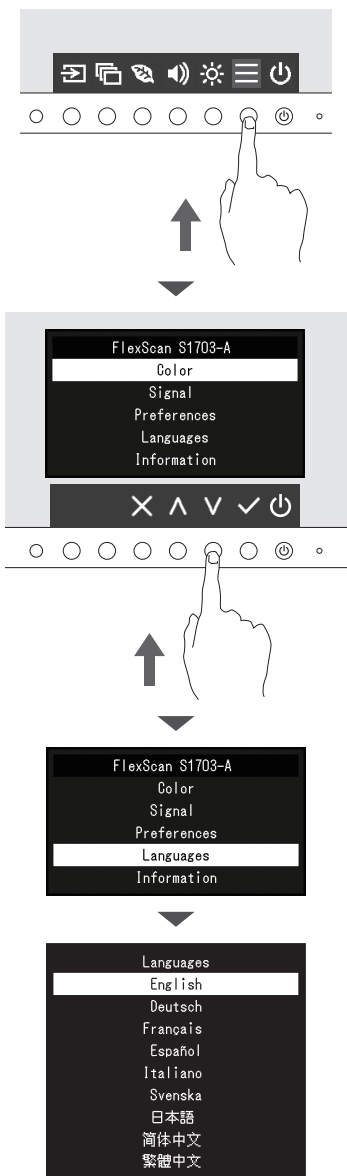 FlexScan S1703-A
Color
Signal
Preferences
Languages
Information
FlexScan S1703-A
Color
Signal
Preferences
Languages
Information
Languages
English
Deutsch
Français
Español
Italiano
Svenska
日本語
简体中文
繁體中文